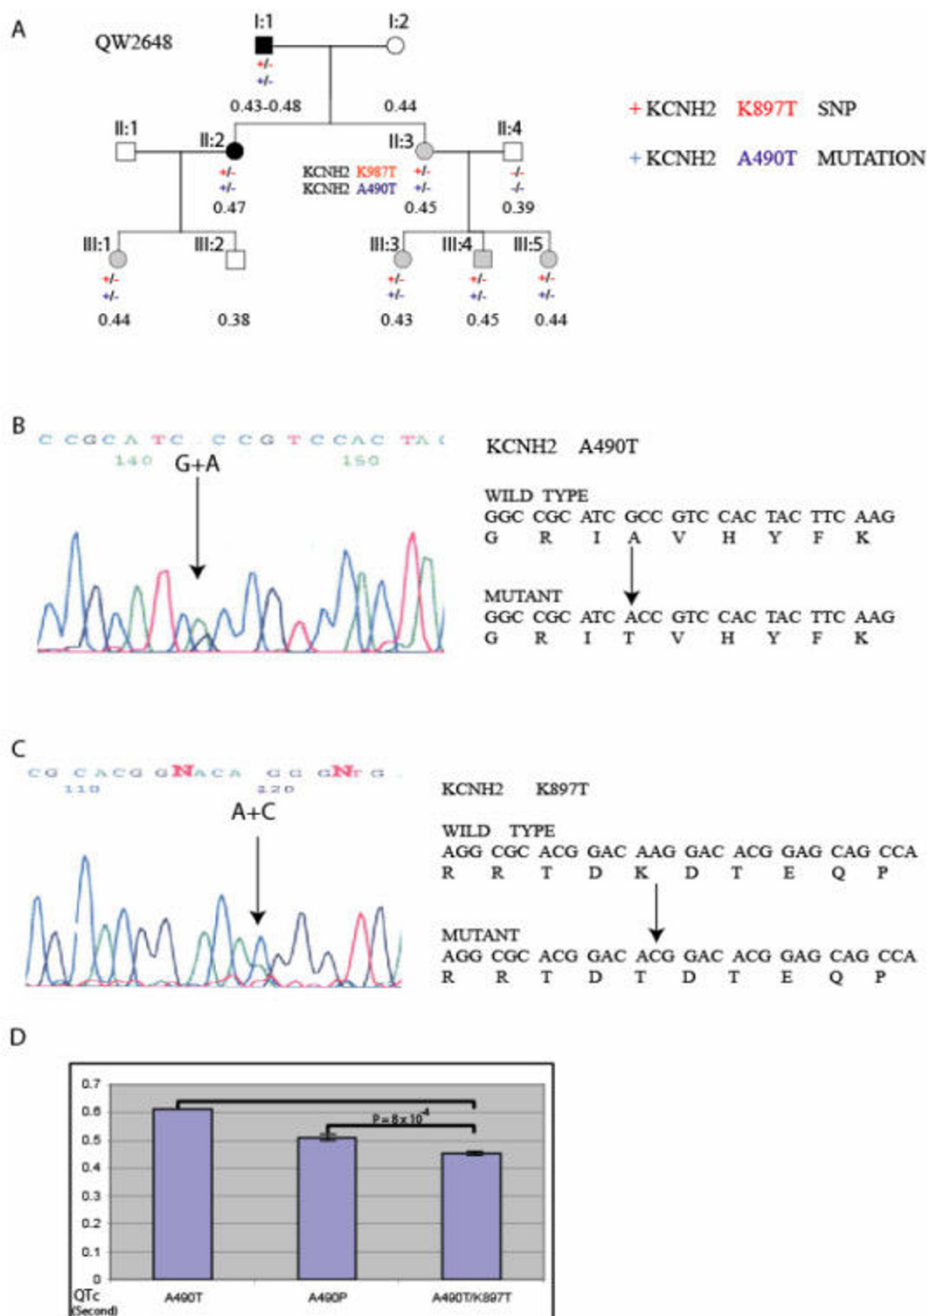 A
QW2648
I:1
I:2
+/-
+/-
0.43-0.48
0.44
+ KCNH2 K897T SNP
+ KCNH2 A490T MUTATION
II:1
II:2
II:3
II:4
+/-
+/-
0.47
KCNH2 K987T
KCNH2 A490T
+/-
+/-
0.45
-/-
-/-
0.39
III:1
III:2
III:3
III:4
III:5
+/-
+/-
0.44
0.38
+/-
+/-
0.43
+/-
+/-
0.45
+/-
+/-
0.44
B
C C G C A T C . C C G T C C A C T A C
140 150
G+A
KCNH2 A490T
WILD TYPE
GGC CGC ATC GCC GTC CAC TAC TTC AAG
G R I A V H Y F K
MUTANT
GGC CGC ATC ACC GTC CAC TAC TTC AAG
G R I T V H Y F K
C
C G C A C G G N A C A G G G N T G .
110 120
A+C
KCNH2 K897T
WILD TYPE
AGG CGC ACG GAC AAG GAC ACG GAG CAG CCA
R R T D K D T E Q P
MUTANT
AGG CGC ACG GAC ACG GAC ACG GAG CAG CCA
R R T D T D T E Q P
D
0.7
0.6
0.5
0.4
0.3
0.2
0.1
0
P = 8 x 10-4
QTc
(Second)
A490T A490P A490T/K897T